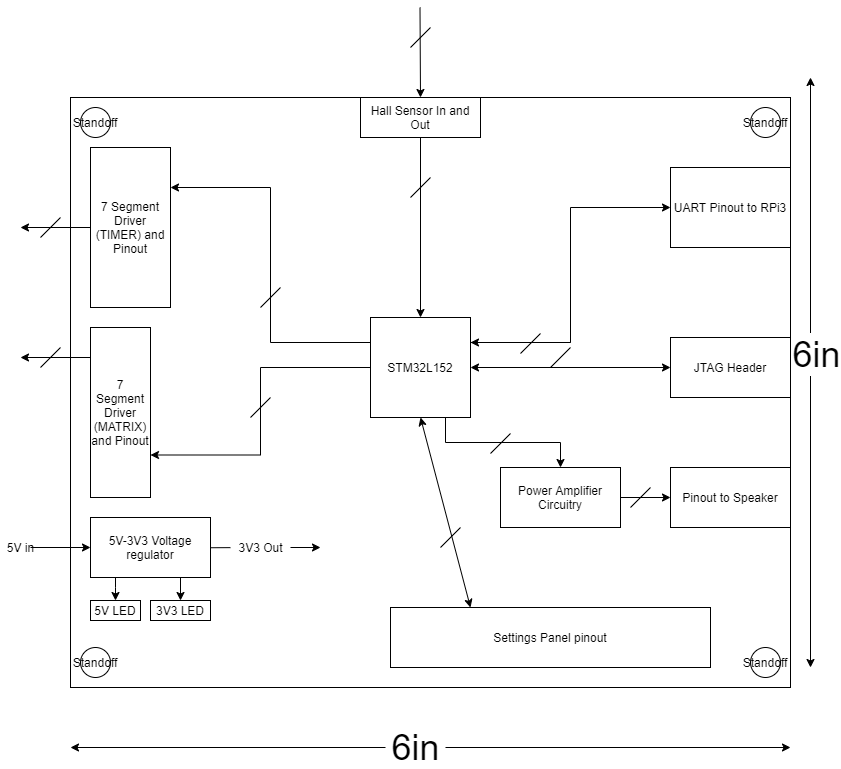 Hall Sensor In and
Out
Standoff
Standoff
7 Segment
Driver
(TIMER) and
Pinout
UART Pinout to RPi3
7
Segment
Driver
(MATRIX)
and Pinout
STM32L152
JTAG Header
6in
Power Amplifier
Circuitry
Pinout to Speaker
5V in
5V-3V3 Voltage
regulator
3V3 Out
5V LED
3V3 LED
Settings Panel pinout
Standoff
Standoff
6in